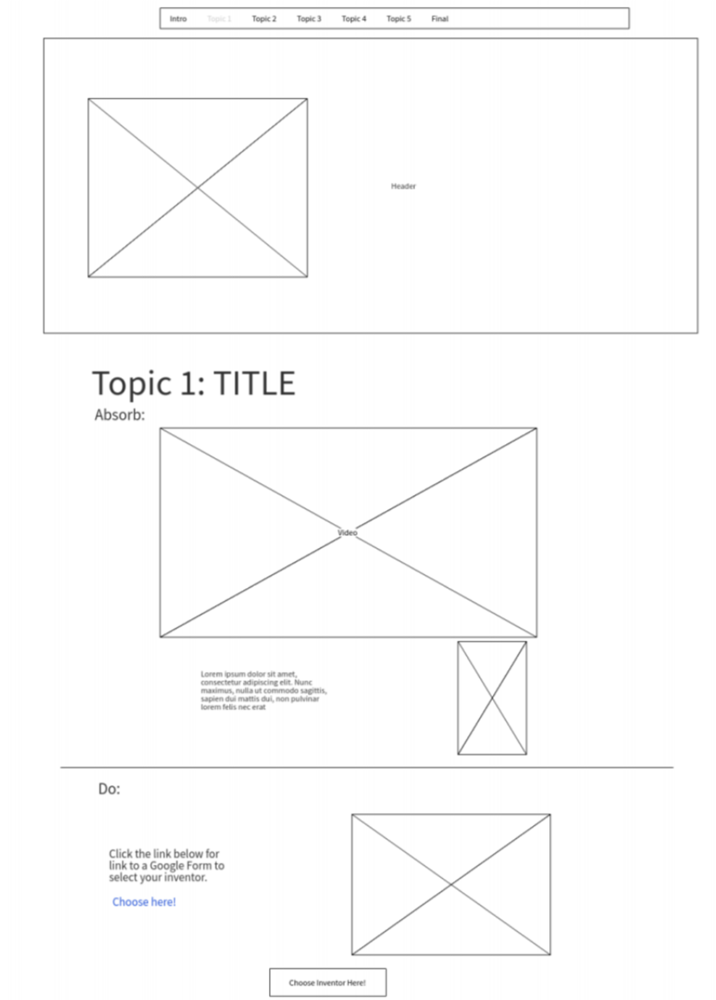 Intro Topic 1 Topic 2 Topic 3 Topic 4 Topic 5 Final
Header
Topic 1: TITLE
Absorb:
Video
Lorem ipsum dolor sit amet,
consectetur adipiscing elit. Nunc
maximus, nulla ut commodo sagittis,
sapien dui mattis dui, non pulvinar
lorem felis nec erat
Do:
Click the link below for
link to a Google Form to
select your inventor.
Choose here!
Choose Inventor Here!